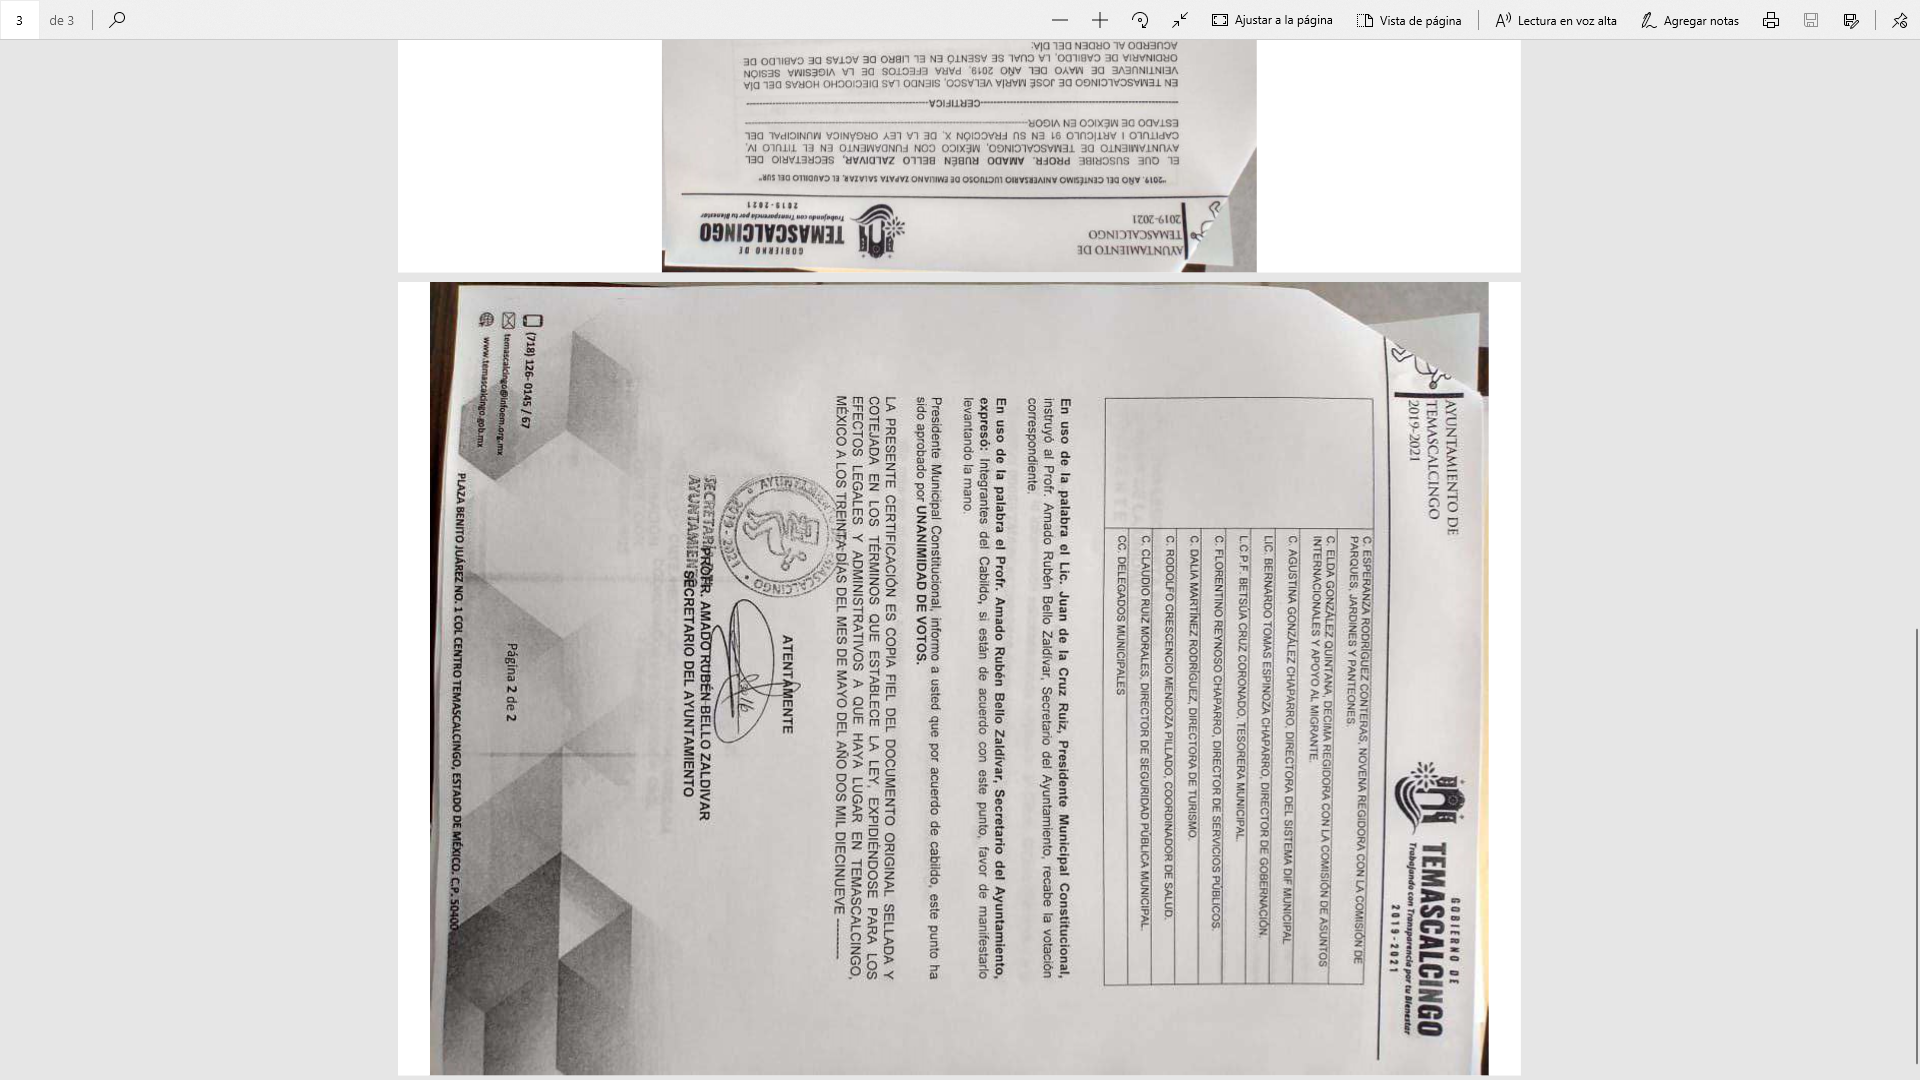 3 de 3
Ajustar a la página
Vista de página
Lectura en voz alta
Agregar notas
AYUNTAMIENTO DE
TEMASCALCINGO
2019-2021
GOBIERNO DE
TEMASCALCINGO
Trabajando con Transparencia por tu Bienestar
2019-2021
"2019. AÑO DEL CENTÉSIMO ANIVERSARIO LUCTUOSO DE EMILIANO ZAPATA SALAZAR. EL CAUDILLO DEL SUR"
EL QUE SUSCRIBE PROFR. AMADO RUBÉN BELLO ZALDIVAR, SECRETARIO DEL
AYUNTAMIENTO DE TEMASCALCINGO, MÉXICO CON FUNDAMENTO EN EL TITULO IV,
CAPITULO I ARTÍCULO 91 EN SU FRACCIÓN X, DE LA LEY ORGÁNICA MUNICIPAL DEL
ESTADO DE MÉXICO EN VIGOR
CERTIFICA
EN TEMASCALCINGO DE JOSÉ MARÍA VELASCO, SIENDO LAS DIECIOCHO HORAS DEL DÍA
VEINTINUEVE DE MAYO DEL AÑO 2019, PARA EFECTOS DE LA VIGÉSIMA SESIÓN
ORDINARIA DE CABILDO, LA CUAL SE ASENTÓ EN EL LIBRO DE ACTAS DE CABILDO DE
ACUERDO AL ORDEN DEL DÍA:
AYUNTAMIENTO DE
TEMASCALCINGO
2019-2021
GOBIERNO DE
TEMASCALCINGO
Trabajando con Transparencia por tu Bienestar
2019-2021
C. ESPERANZA RODRÍGUEZ CONTERAS, NOVENA REGIDORA CON LA COMISIÓN DE
PARQUES, JARDINES Y PANTEONES.
C. ELDA GONZÁLEZ QUINTANA, DECIMA REGIDORA CON LA COMISIÓN DE ASUNTOS
INTERNACIONALES Y APOYO AL MIGRANTE.
C. AGUSTINA GONZÁLEZ CHAPARRO, DIRECTORA DEL SISTEMA DIF MUNICIPAL
LIC. BERNARDO TOMAS ESPINOZA CHAPARRO, DIRECTOR DE GOBERNACIÓN.
L.C.P.F. BETSÚA CRUZ CORONADO, TESORERA MUNICIPAL.
C. FLORENTINO REYNOSO CHAPARRO, DIRECTOR DE SERVICIOS PÚBLICOS.
C. DALIA MARTÍNEZ RODRÍGUEZ, DIRECTORA DE TURISMO.
C. RODOLFO CRESCENCIO MENDOZA PILLADO, COORDINADOR DE SALUD.
C. CLAUDIO RUIZ MORALES, DIRECTOR DE SEGURIDAD PÚBLICA MUNICIPAL.
CC. DELEGADOS MUNICIPALES
En uso de la palabra el Lic. Juan de la Cruz Ruiz, Presidente Municipal Constitucional,
instruyó al Profr. Amado Rubén Bello Zaldívar, Secretario del Ayuntamiento, recabe la votación
correspondiente.
En uso de la palabra el Profr. Amado Rubén Bello Zaldívar, Secretario del Ayuntamiento,
expresó: Integrantes del Cabildo, si están de acuerdo con este punto, favor de manifestarlo
levantando la mano.
Presidente Municipal Constitucional, informo a usted que por acuerdo de cabildo, este punto ha
sido aprobado por UNANIMIDAD DE VOTOS.
LA PRESENTE CERTIFICACIÓN ES COPIA FIEL DEL DOCUMENTO ORIGINAL SELLADA Y
COTEJADA EN LOS TÉRMINOS QUE ESTABLECE LA LEY, EXPIDIÉNDOSE PARA LOS
EFECTOS LEGALES Y ADMINISTRATIVOS A QUE HAYA LUGAR EN TEMASCALCINGO,
MÉXICO A LOS TREINTA DÍAS DEL MES DE MAYO DEL AÑO DOS MIL DIECINUEVE ----------
ATENTAMENTE
AYUNTAMIENTO
TEMASCALCINGO
2019 - 2021
PROFR. AMADO RUBÉN BELLO ZALDIVAR
SECRETARIO DEL AYUNTAMIENTO
AYUNTAMIENTO
Página 2 de 2
(718) 126-0145 / 67
temascalcingo@infoem.org.mx
www.temascalcingo.gob.mx
PLAZA BENITO JUÁREZ NO. 1 COL CENTRO TEMASCALCINGO, ESTADO DE MÉXICO. C.P. 50400